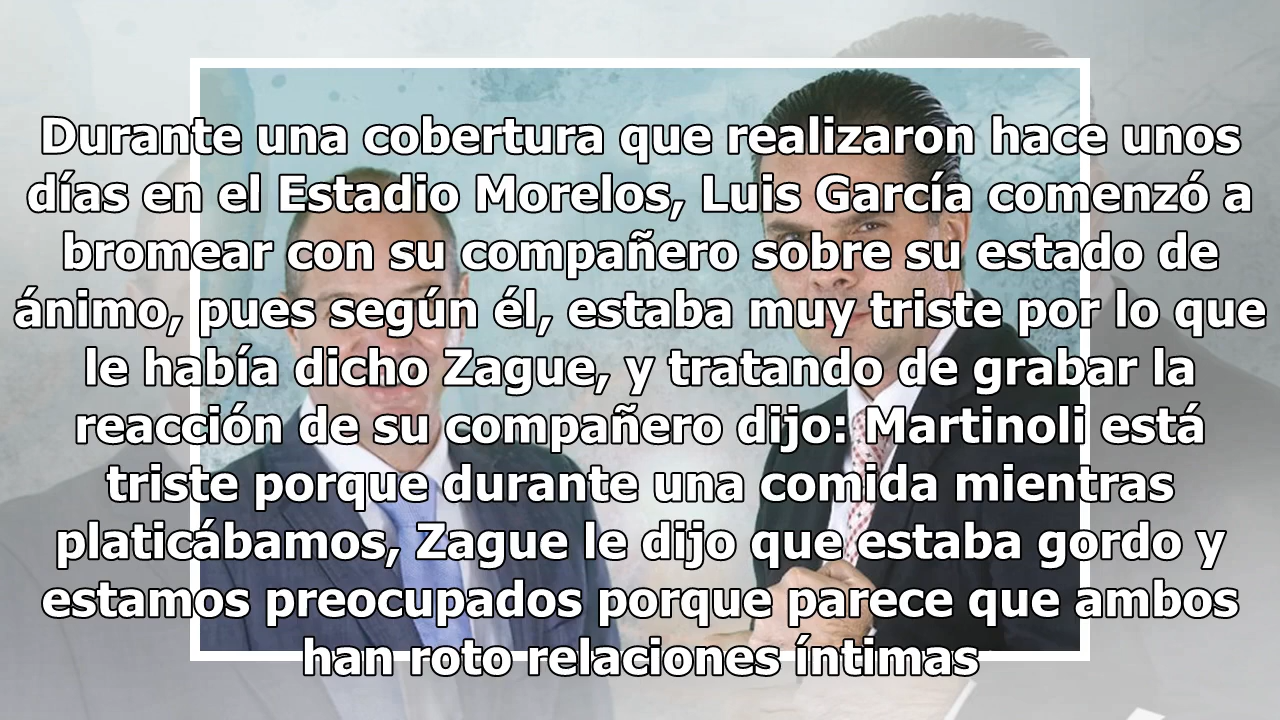 Durante una cobertura que realizaron hace unos
días en el Estadio Morelos, Luis García comenzó a
bromear con su compañero sobre su estado de
ánimo, pues según él, estaba muy triste por lo que
le había dicho Zague, y tratando de grabar la
reacción de su compañero dijo: Martinoli está
triste porque durante una comida mientras
platicábamos, Zague le dijo que estaba gordo y
estamos preocupados porque parece que ambos
han roto relaciones íntimas